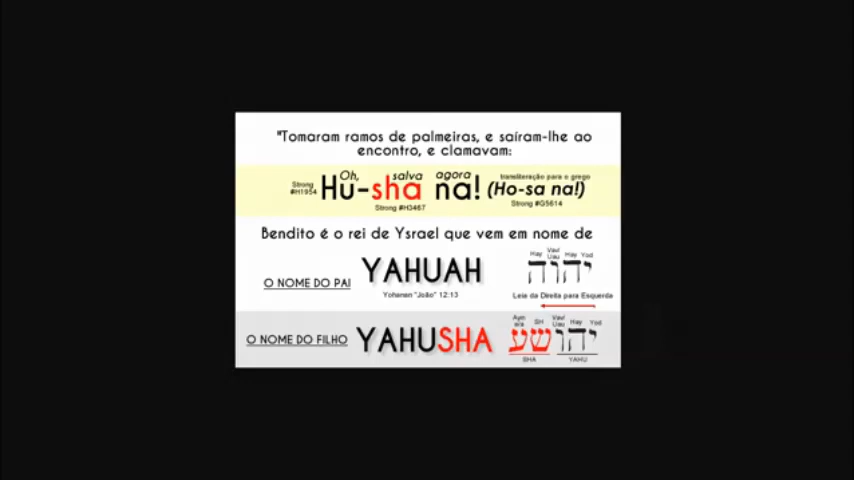 "Tomaram ramos de palmeiras, e saíram-lhe ao
encontro, e clamavam:
Oh, salva agora transliteração para o grego
Strong #H1954 Hu-sha na! (Ho-sa na!)
Strong #H3467 Strong #G5614
Bendito é o rei de Ysrael que vem em nome de
Hay Vav/Uau Hay Yod
O NOME DO PAI YAHUAH יהוה
Yohanan "João" 12:13 Leia da Direita para Esquerda
Ayn SH Vav/Uau Hay Yod
O NOME DO FILHO YAHUSHA יהושע
SHA YAHU